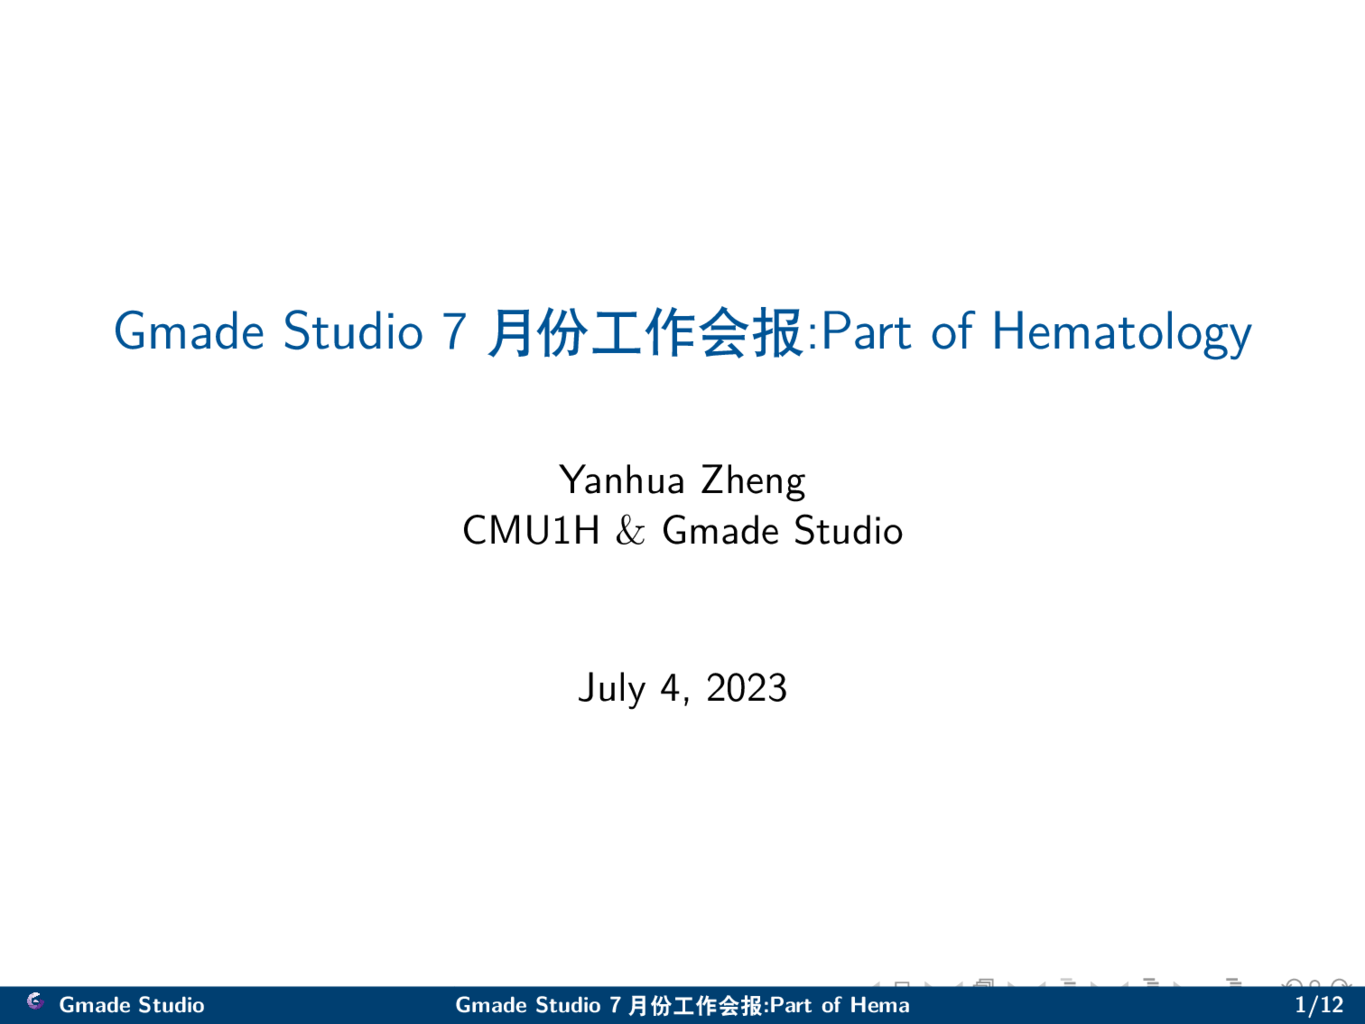 Gmade Studio 7 月份工作会报:Part of Hematology
Yanhua Zheng
CMU1H & Gmade Studio
July 4, 2023
Gmade Studio
Gmade Studio 7 月份工作会报:Part of Hema
1/12